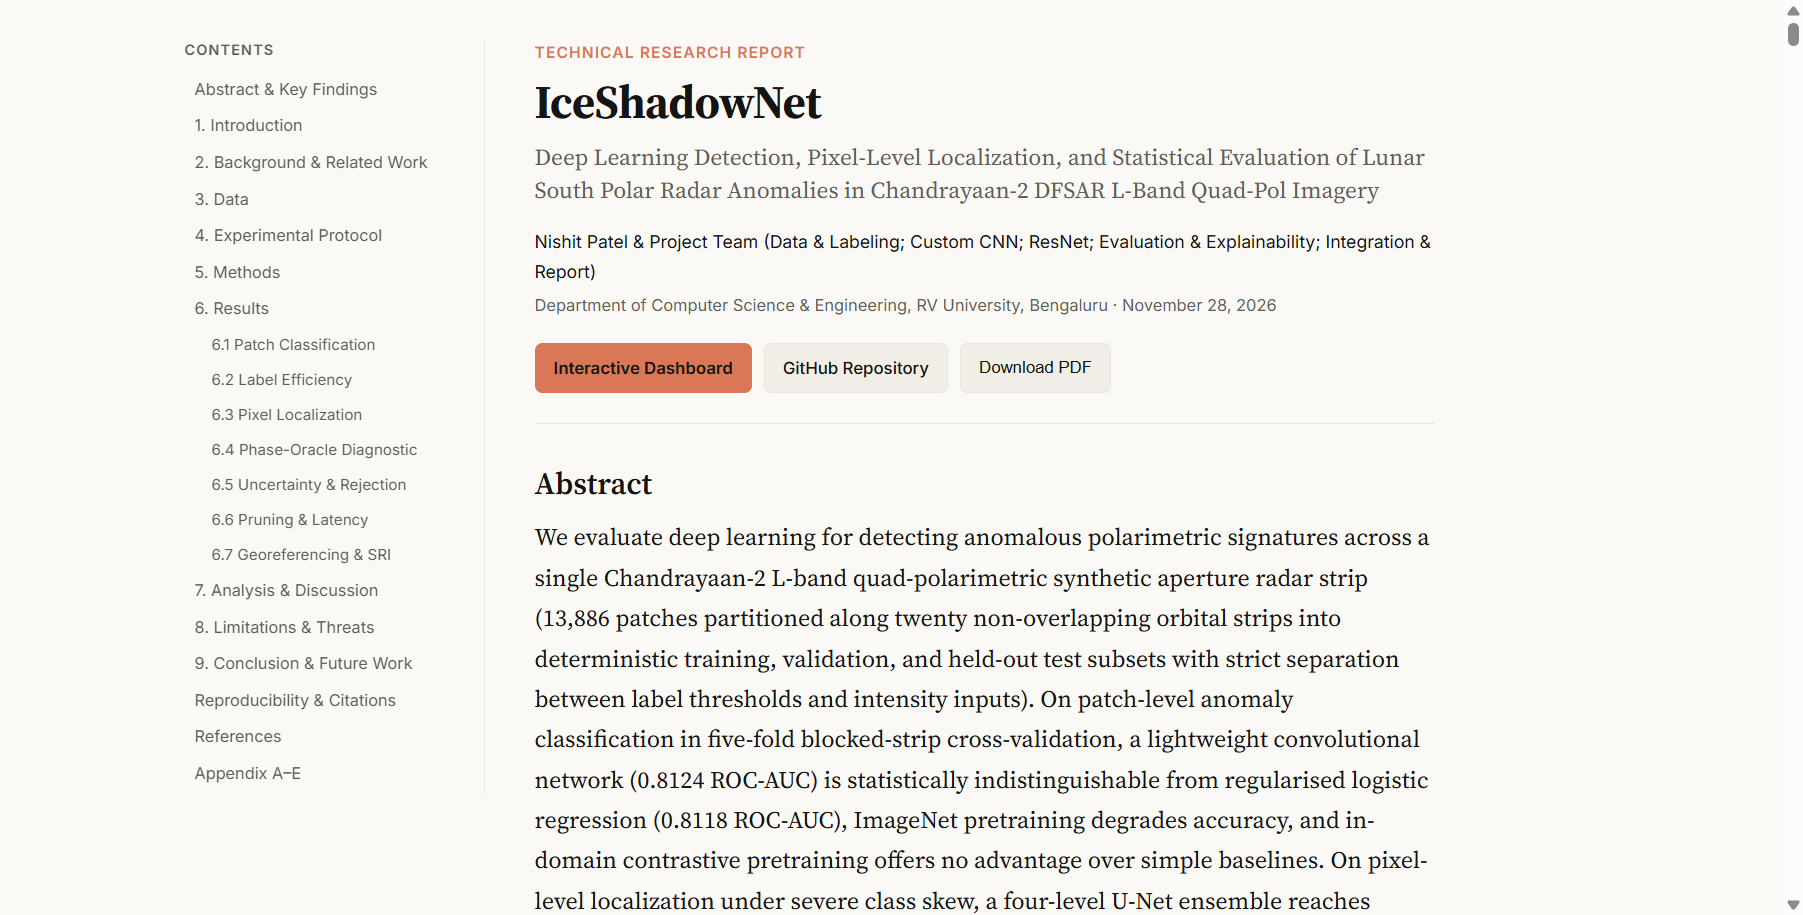 CONTENTS
Abstract & Key Findings
1. Introduction
2. Background & Related Work
3. Data
4. Experimental Protocol
5. Methods
6. Results
6.1 Patch Classification
6.2 Label Efficiency
6.3 Pixel Localization
6.4 Phase-Oracle Diagnostic
6.5 Uncertainty & Rejection
6.6 Pruning & Latency
6.7 Georeferencing & SRI
7. Analysis & Discussion
8. Limitations & Threats
9. Conclusion & Future Work
Reproducibility & Citations
References
Appendix A–E
TECHNICAL RESEARCH REPORT
IceShadowNet
Deep Learning Detection, Pixel-Level Localization, and Statistical Evaluation of Lunar
South Polar Radar Anomalies in Chandrayaan-2 DFSAR L-Band Quad-Pol Imagery
Nishit Patel & Project Team (Data & Labeling; Custom CNN; ResNet; Evaluation & Explainability; Integration &
Report)
Department of Computer Science & Engineering, RV University, Bengaluru · November 28, 2026
Interactive Dashboard
GitHub Repository
Download PDF
Abstract
We evaluate deep learning for detecting anomalous polarimetric signatures across a
single Chandrayaan-2 L-band quad-polarimetric synthetic aperture radar strip
(13,886 patches partitioned along twenty non-overlapping orbital strips into
deterministic training, validation, and held-out test subsets with strict separation
between label thresholds and intensity inputs). On patch-level anomaly
classification in five-fold blocked-strip cross-validation, a lightweight convolutional
network (0.8124 ROC-AUC) is statistically indistinguishable from regularised logistic
regression (0.8118 ROC-AUC), ImageNet pretraining degrades accuracy, and in-
domain contrastive pretraining offers no advantage over simple baselines. On pixel-
level localization under severe class skew, a four-level U-Net ensemble reaches